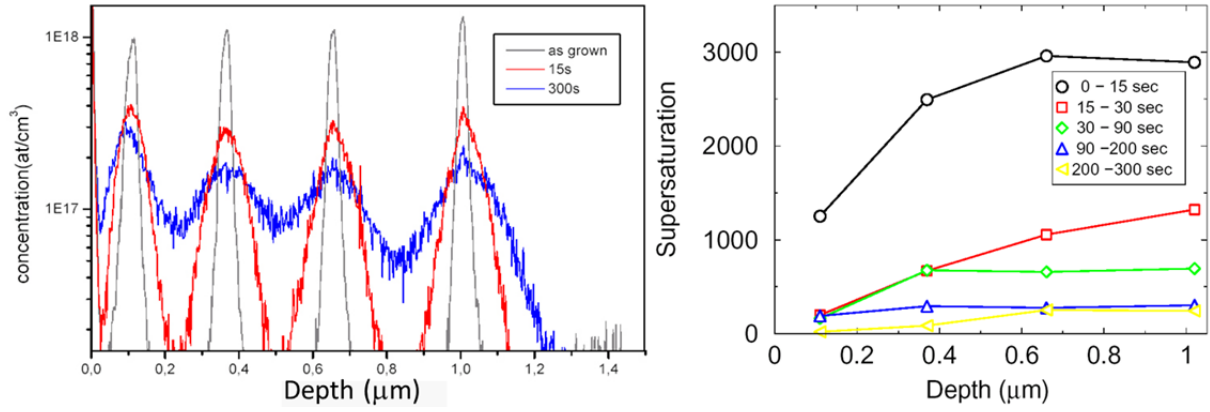 1E18
1E17
concentration(at/cm³)
as grown
15s
300s
0,0 0,2 0,4 0,6 0,8 1,0 1,2 1,4
Depth (μm)
3000
2000
1000
0
Supersaturation
0 – 15 sec
15 – 30 sec
30 – 90 sec
90 –200 sec
200 –300 sec
0 0.2 0.4 0.6 0.8 1
Depth (μm)